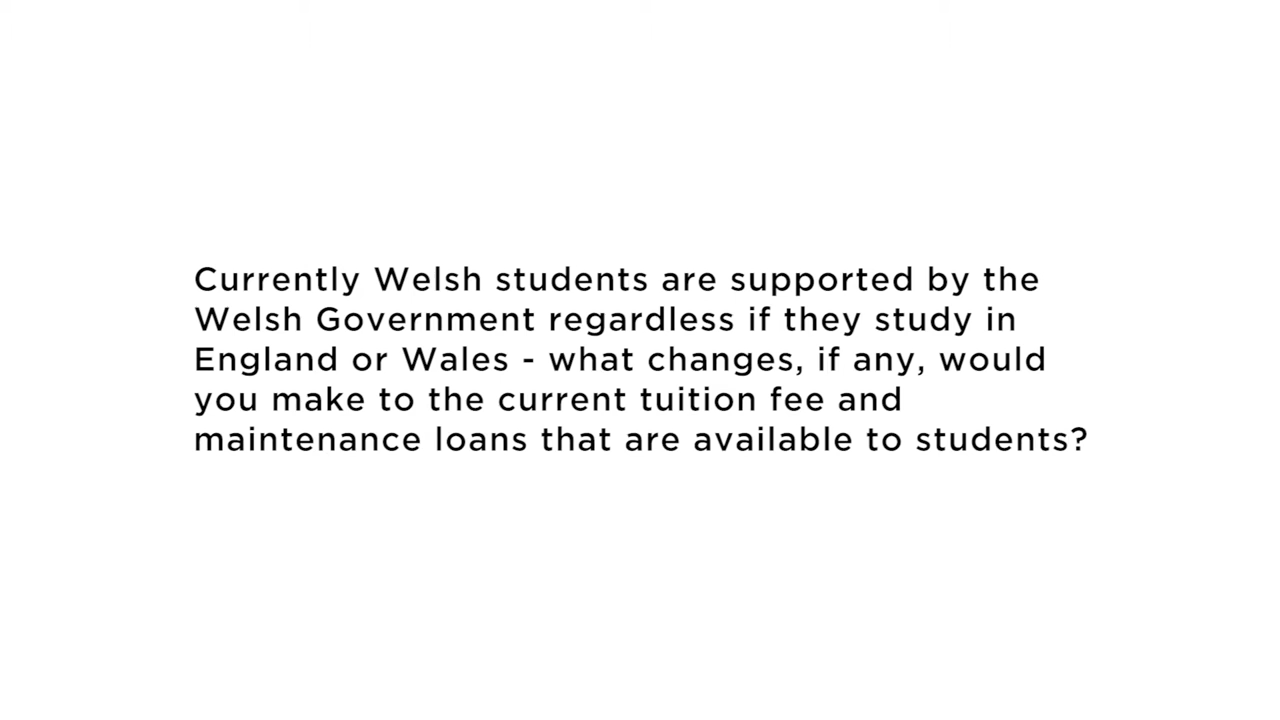 Currently Welsh students are supported by the
Welsh Government regardless if they study in
England or Wales - what changes, if any, would
you make to the current tuition fee and
maintenance loans that are available to students?